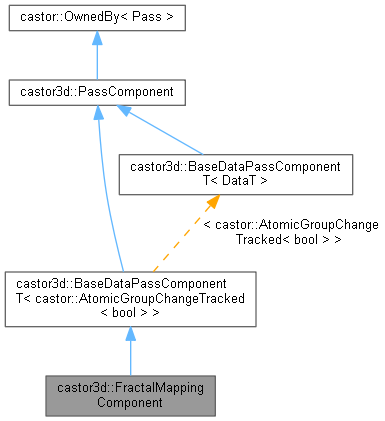 castor::OwnedBy< Pass >
castor3d::PassComponent
castor3d::BaseDataPassComponent
T< DataT >
< castor::AtomicGroupChange
Tracked< bool > >
castor3d::BaseDataPassComponent
T< castor::AtomicGroupChangeTracked
< bool > >
castor3d::FractalMapping
Component